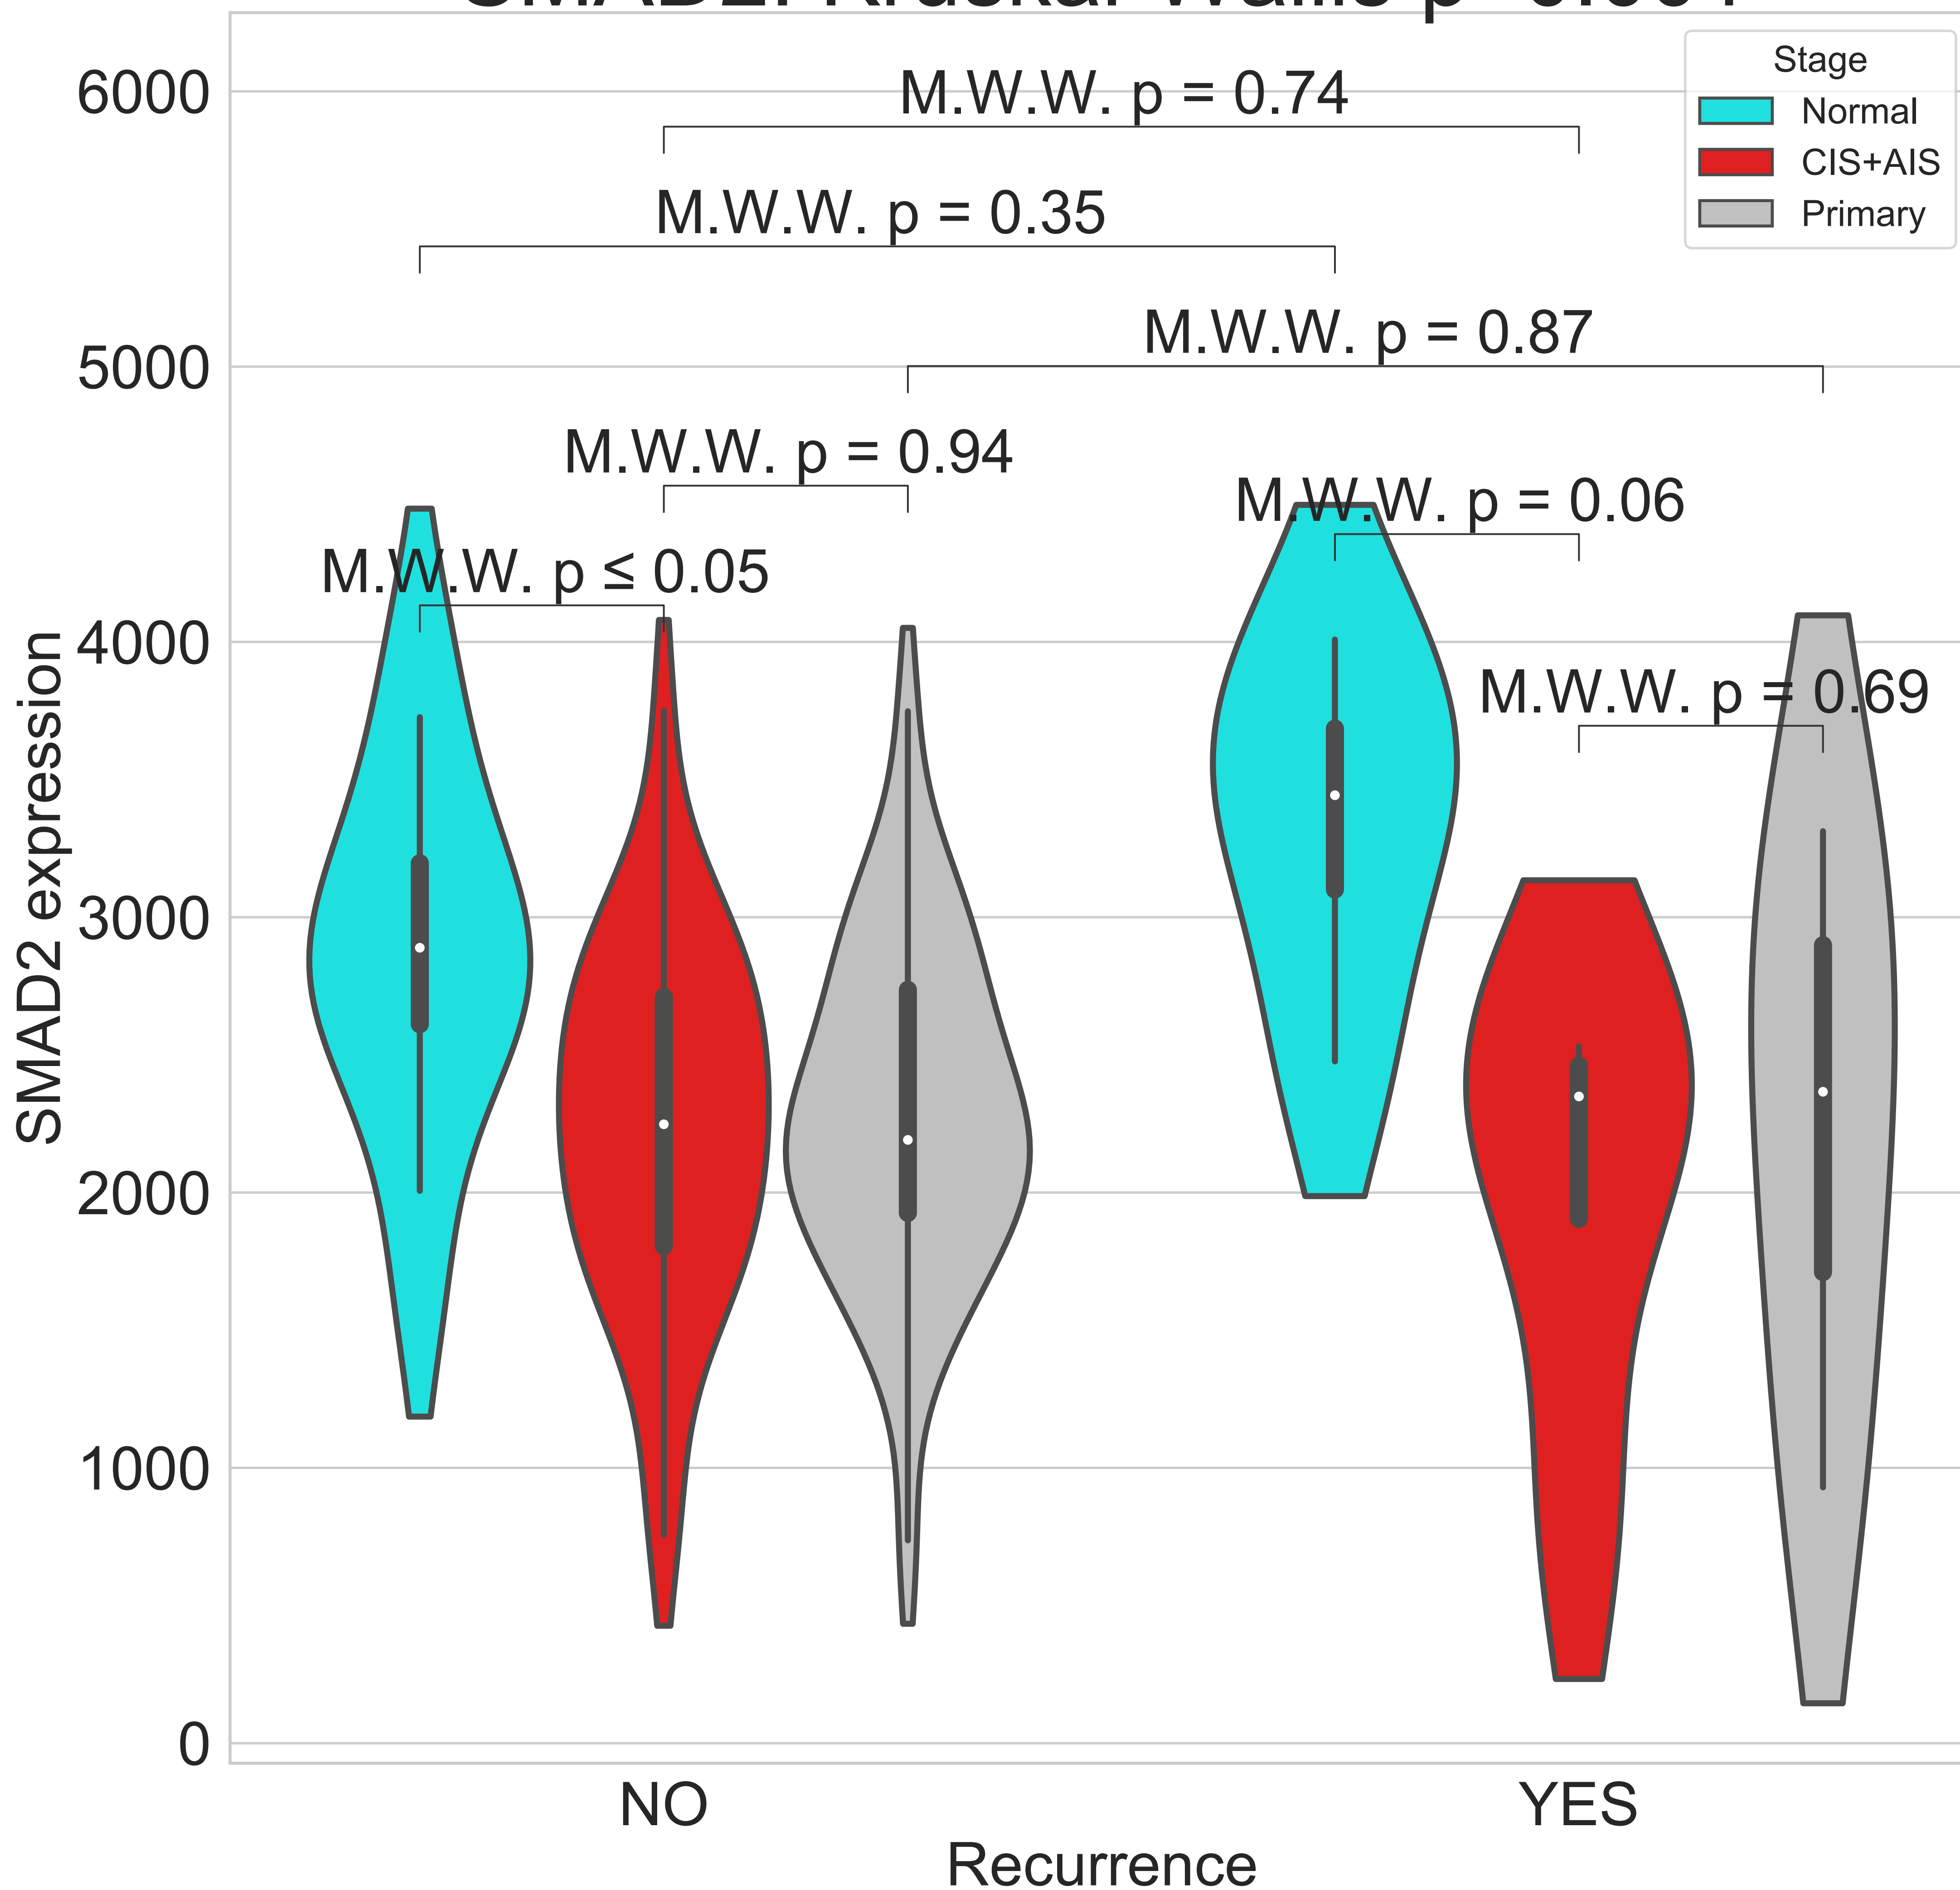 Stage
Normal
CIS+AIS
Primary
M.W.W. p = 0.74
M.W.W. p = 0.35
M.W.W. p = 0.87
M.W.W. p = 0.94
M.W.W. p = 0.06
M.W.W. p ≤ 0.05
M.W.W. p = 0.69
6000
5000
4000
3000
2000
1000
0
SMAD2 expression
NO
YES
Recurrence